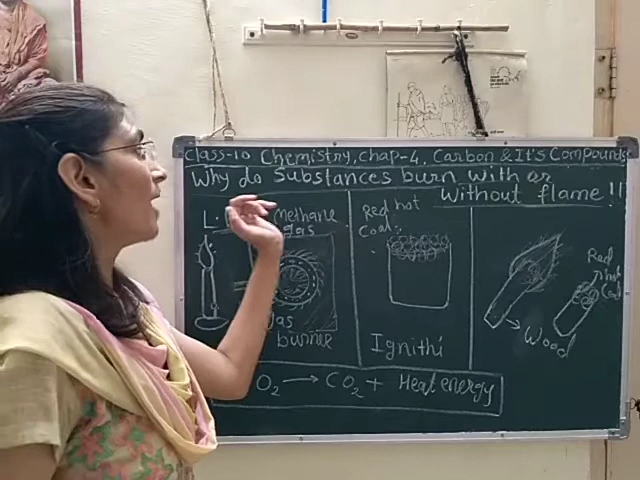 Class-10 Chemistry, Chap-4, Carbon & It's Compounds
Why do Substances burn with or
Without flame!!
L.
Methane
gas
gas
burner
Red hot
Coal
Ignithi
Wood
Red
hot
Coal
O2 → CO2 + Heat energy